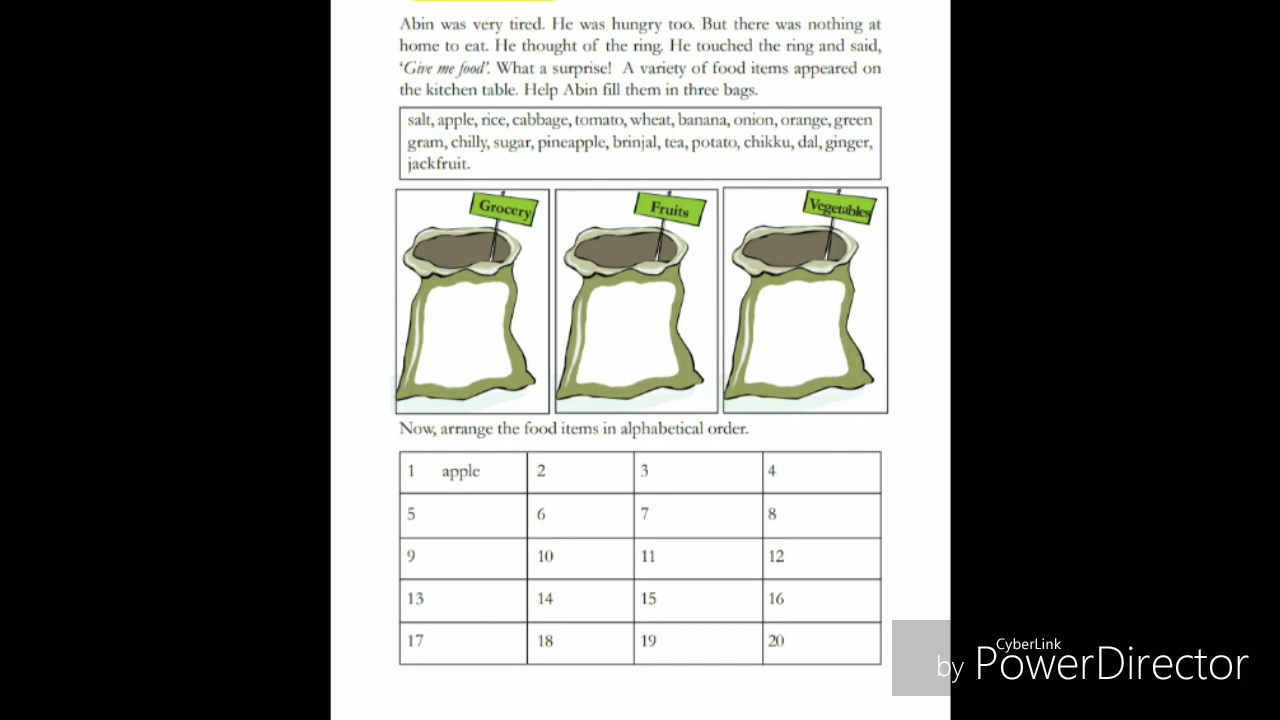 Abin was very tired. He was hungry too. But there was nothing at
home to eat. He thought of the ring. He touched the ring and said,
‘Give me food’. What a surprise! A variety of food items appeared on
the kitchen table. Help Abin fill them in three bags.
salt, apple, rice, cabbage, tomato, wheat, banana, onion, orange, green
gram, chilly, sugar, pineapple, brinjal, tea, potato, chikku, dal, ginger,
jackfruit.
Grocery
Fruits
Vegetables
Now, arrange the food items in alphabetical order.
1 apple 2 3 4
5 6 7 8
9 10 11 12
13 14 15 16
17 18 19 20
CyberLink
by PowerDirector